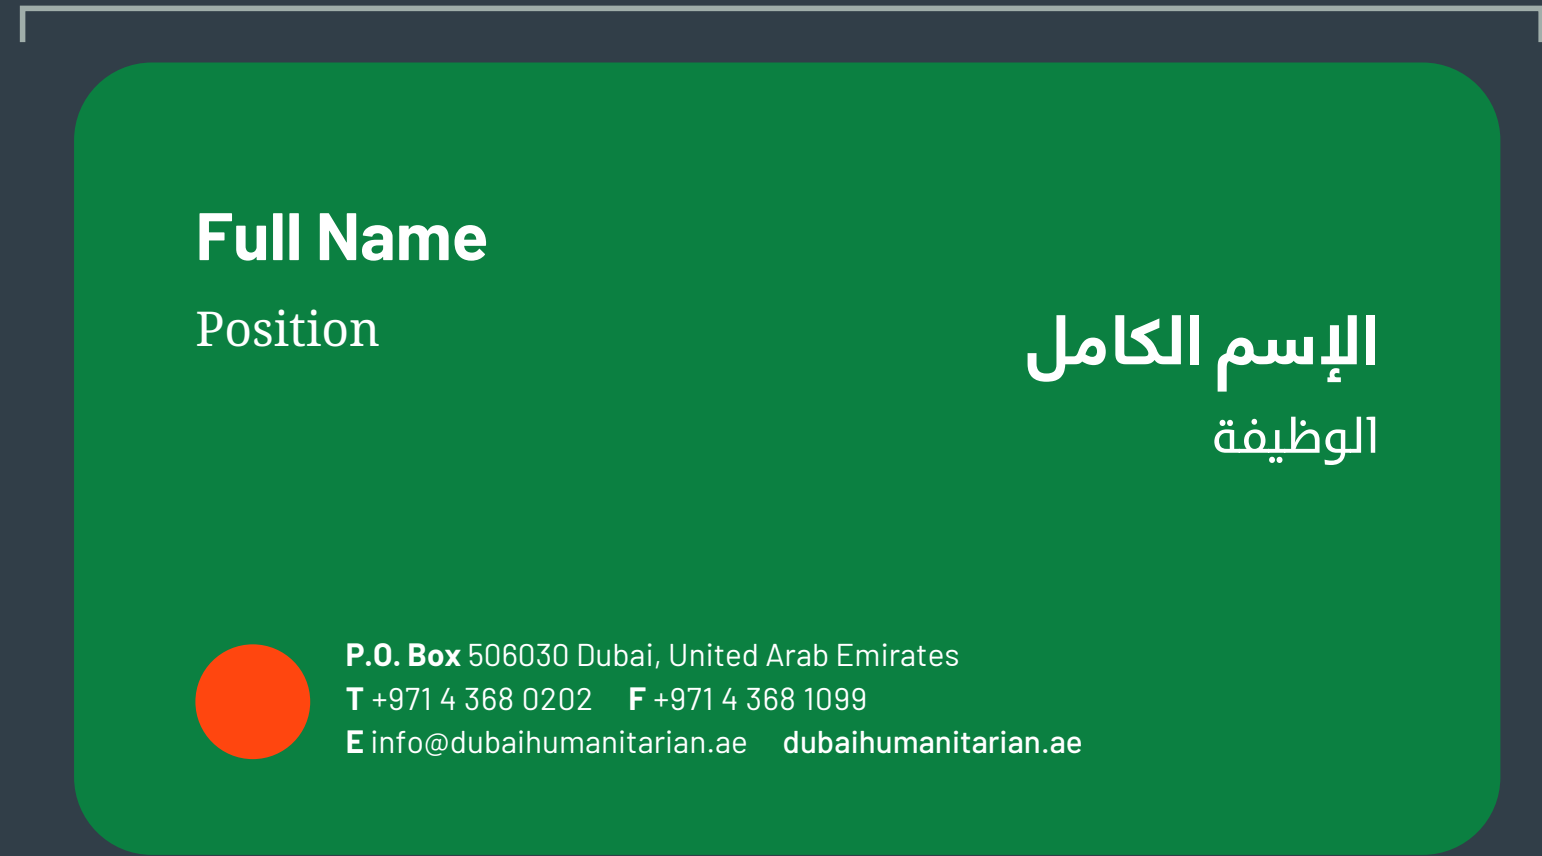 Full Name
Position
الإسم الكامل
الوظيفة
P.O. Box 506030 Dubai, United Arab Emirates
T +971 4 368 0202 F +971 4 368 1099
E info@dubaihumanitarian.ae dubaihumanitarian.ae